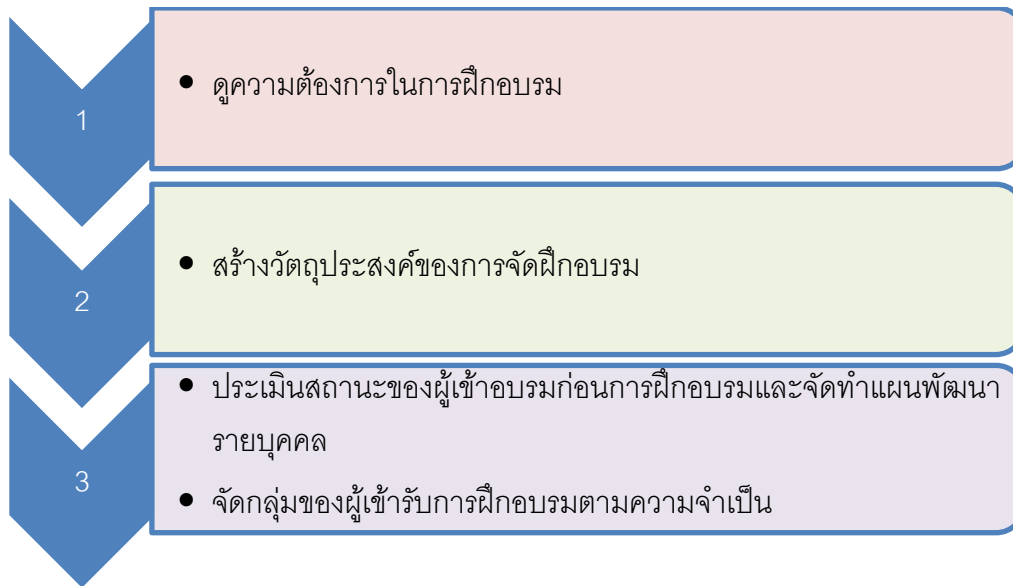 1
• ดูความต้องการในการฝึกอบรม
2
• สร้างวัตถุประสงค์ของการจัดฝึกอบรม
3
• ประเมินสถานะของผู้เข้าอบรมก่อนการฝึกอบรมและจัดทำแผนพัฒนา
รายบุคคล
• จัดกลุ่มของผู้เข้ารับการฝึกอบรมตามความจำเป็น